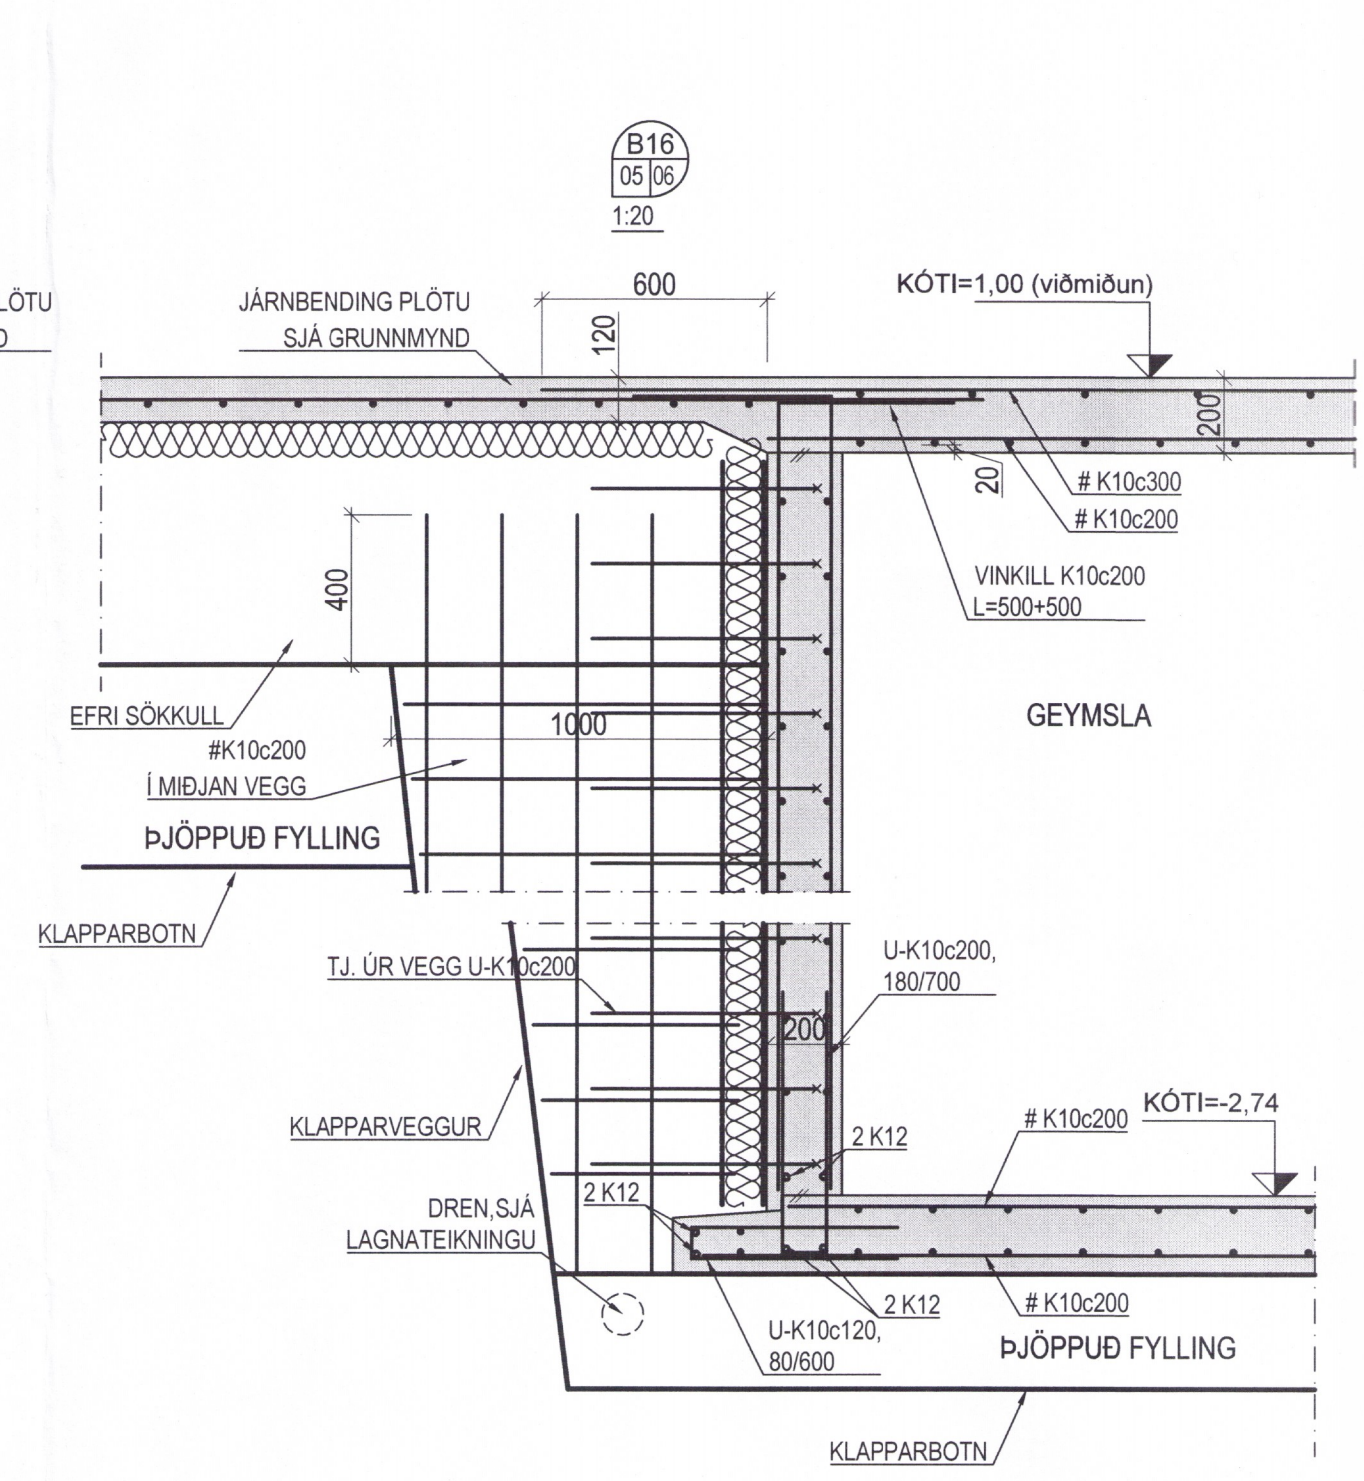 B16
05 06
1:20
LÖTU
JÁRNBENDING PLÖTU
SJÁ GRUNNMYND
600
120
KÓTI=1,00 (viðmiðun)
200
20
# K10c300
# K10c200
VINKILL K10c200
L=500+500
400
EFRI SÖKKULL
#K10c200
Í MIÐJAN VEGG
1000
GEYMSLA
ÞJÖPPUÐ FYLLING
KLAPPARBOTN
TJ. ÚR VEGG U-K10c200
U-K10c200,
180/700
200
KLAPPARVEGGUR
2 K12
# K10c200
KÓTI=-2,74
2 K12
DREN,SJÁ
LAGNATEIKNINGU
2 K12
# K10c200
U-K10c120,
80/600
ÞJÖPPUÐ FYLLING
KLAPPARBOTN